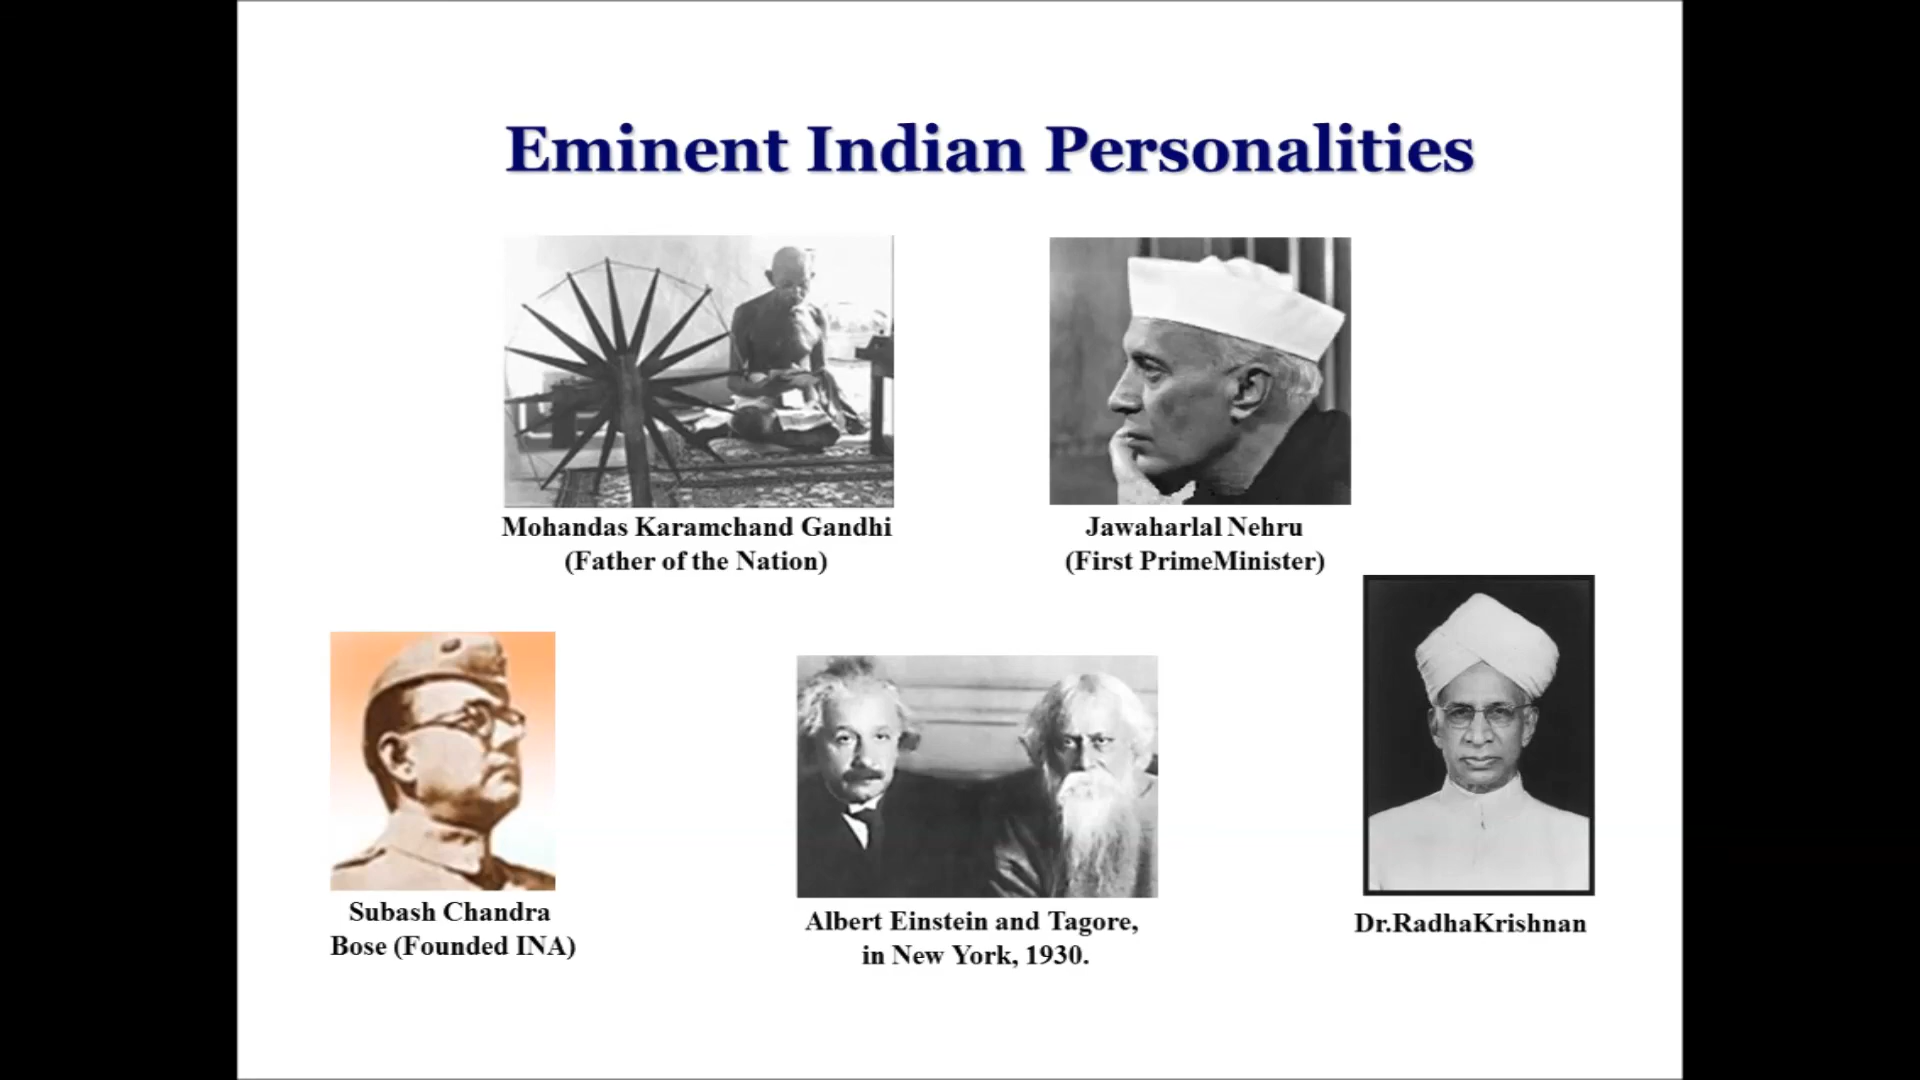 Eminent Indian Personalities
Mohandas Karamchand Gandhi
(Father of the Nation)
Jawaharlal Nehru
(First PrimeMinister)
Subash Chandra
Bose (Founded INA)
Albert Einstein and Tagore,
in New York, 1930.
Dr.RadhaKrishnan